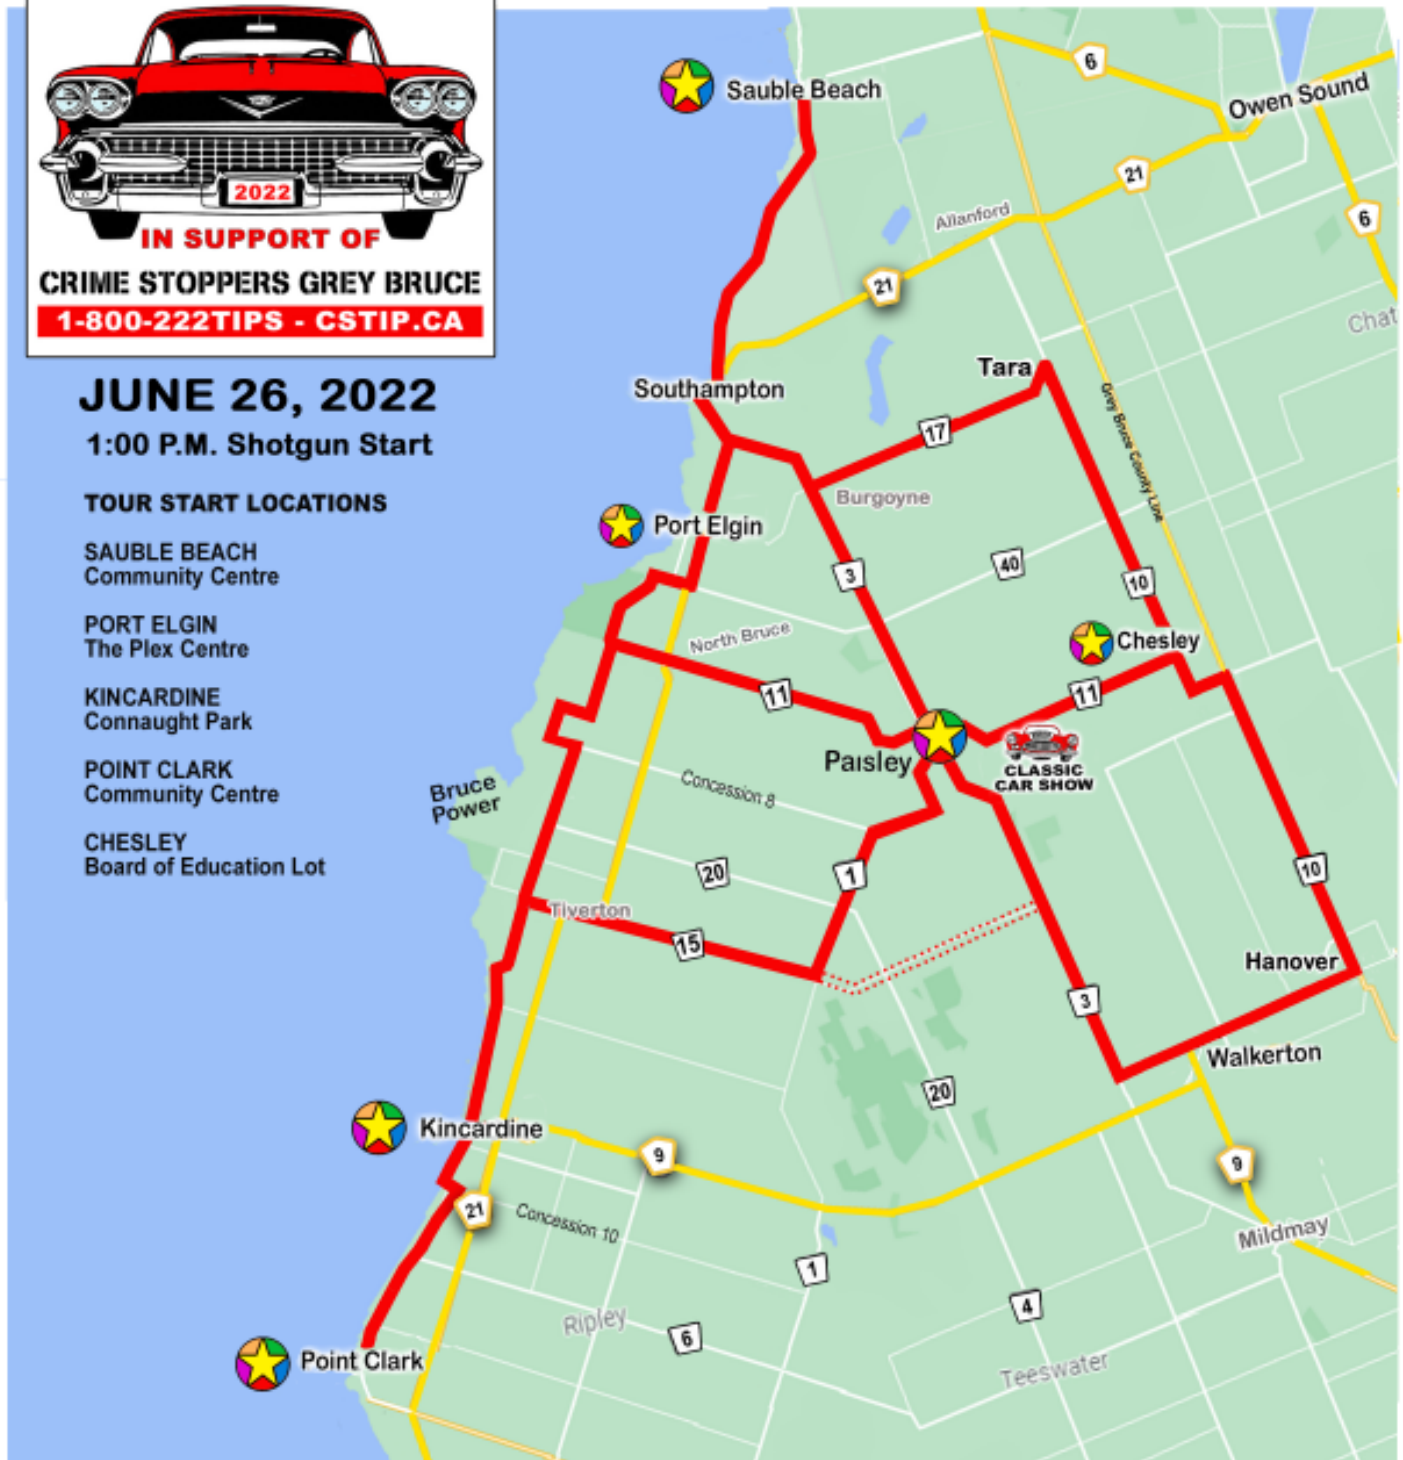 2022
IN SUPPORT OF
CRIME STOPPERS GREY BRUCE
1-800-222TIPS - CSTIP.CA
JUNE 26, 2022
1:00 P.M. Shotgun Start
TOUR START LOCATIONS
SAUBLE BEACH
Community Centre
PORT ELGIN
The Plex Centre
KINCARDINE
Connaught Park
POINT CLARK
Community Centre
CHESLEY
Board of Education Lot
Sauble Beach
6
Owen Sound
21
6
Allanford
21
Chat
Southampton
Tara
17
Grey Bruce County Line
Burgoyne
Port Elgin
3
40
10
North Bruce
Chesley
11
11
Paisley
CLASSIC
CAR SHOW
Bruce
Power
Concession 8
20
1
10
Tiverton
15
Hanover
3
Walkerton
20
Kincardine
9
9
21
Concession 10
Mildmay
1
Ripley
6
4
Point Clark
Teeswater